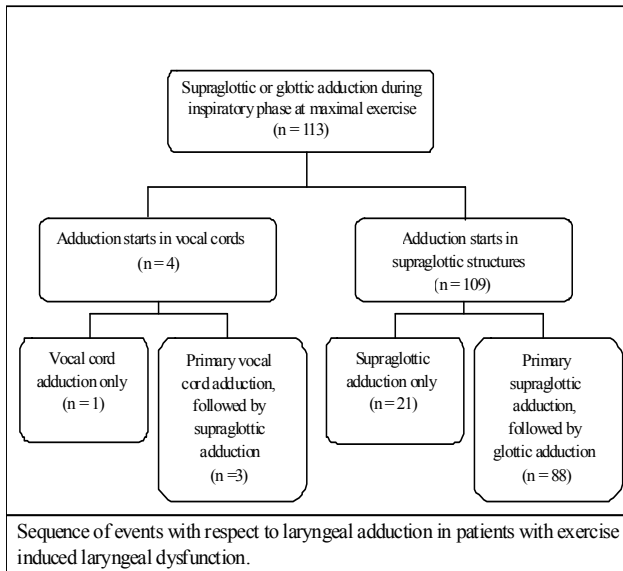 Supraglottic or glottic adduction during
inspiratory phase at maximal exercise
(n = 113)
Adduction starts in vocal cords
(n = 4)
Adduction starts in
supraglottic structures
(n = 109)
Vocal cord
adduction only
(n = 1)
Primary vocal
cord adduction,
followed by
supraglottic
adduction
(n =3)
Supraglottic
adduction only
(n = 21)
Primary
supraglottic
adduction,
followed by
glottic adduction
(n = 88)
Sequence of events with respect to laryngeal adduction in patients with exercise
induced laryngeal dysfunction.